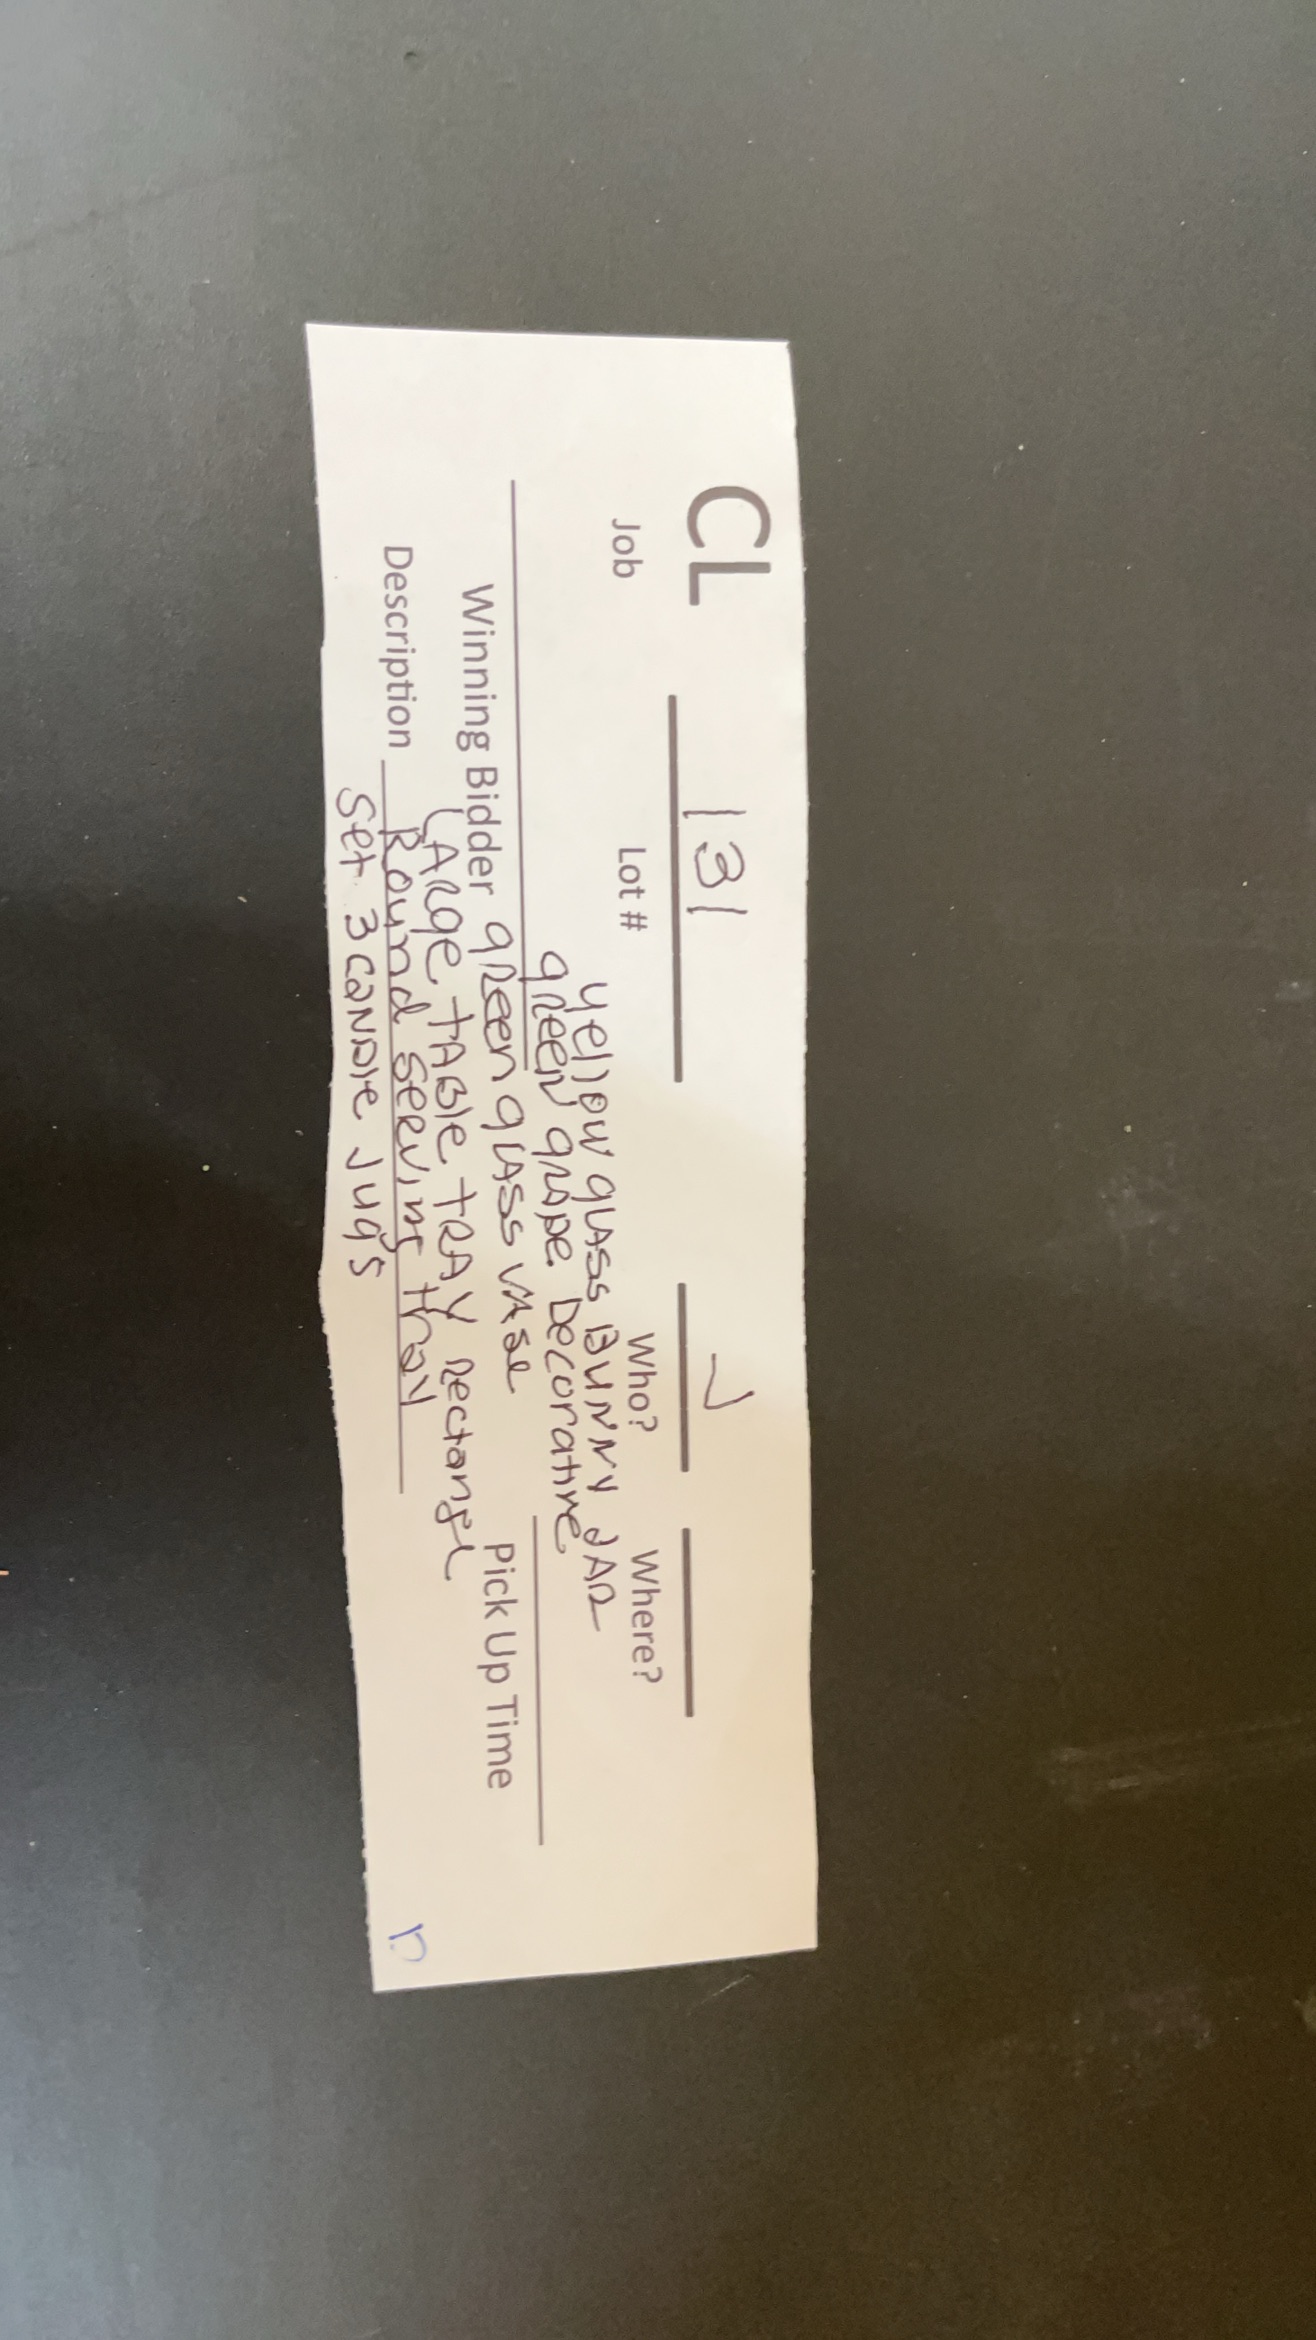 CL 131 J
Job Lot # Who? Where?
yellow glass Bunny JAR
green grape Decorative
green glass vase
Winning Bidder Pick Up Time
LARge TABle TRAY rectangle
Description Round serving tray
Set 3 candle Jugs